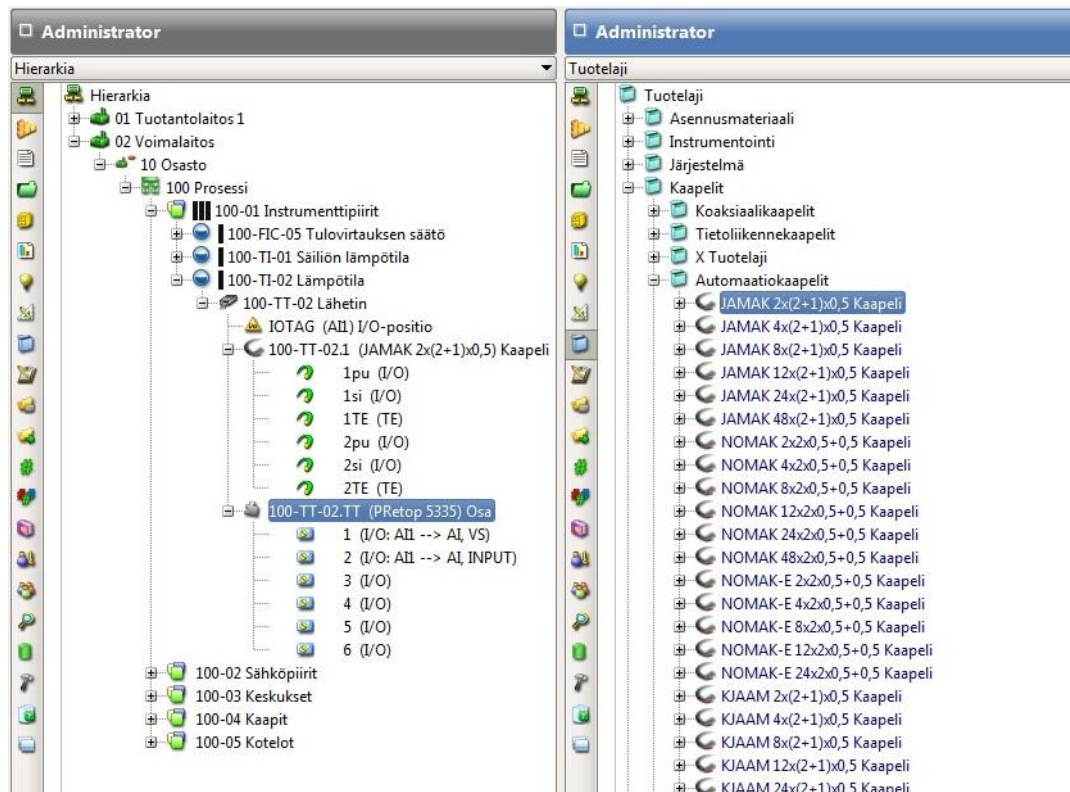 Administrator
Hierarkia
Hierarkia
01 Tuotantolaitos 1
02 Voimalaitos
10 Osasto
100 Prosessi
100-01 Instrumenttipiirit
100-FIC-05 Tulovirtauksen säätö
100-TI-01 Säiliön lämpötila
100-TI-02 Lämpötila
100-TT-02 Lähetin
IOTAG (AI1) I/O-positio
100-TT-02.1 (JAMAK 2x(2+1)x0,5) Kaapeli
1pu (I/O)
1si (I/O)
1TE (TE)
2pu (I/O)
2si (I/O)
2TE (TE)
100-TT-02.TT (PRetop 5335) Osa
1 (I/O: AI1 --> AI, VS)
2 (I/O: AI1 --> AI, INPUT)
3 (I/O)
4 (I/O)
5 (I/O)
6 (I/O)
100-02 Sähköpiirit
100-03 Keskukset
100-04 Kaapit
100-05 Kotelot
Administrator
Tuotelaji
Tuotelaji
Asennusmateriaali
Instrumentointi
Järjestelmä
Kaapelit
Koaksiaalikaapelit
Tietoliikennekaapelit
X Tuotelaji
Automaatiokaapelit
JAMAK 2x(2+1)x0,5 Kaapeli
JAMAK 4x(2+1)x0,5 Kaapeli
JAMAK 8x(2+1)x0,5 Kaapeli
JAMAK 12x(2+1)x0,5 Kaapeli
JAMAK 24x(2+1)x0,5 Kaapeli
JAMAK 48x(2+1)x0,5 Kaapeli
NOMAK 2x2x0,5+0,5 Kaapeli
NOMAK 4x2x0,5+0,5 Kaapeli
NOMAK 8x2x0,5+0,5 Kaapeli
NOMAK 12x2x0,5+0,5 Kaapeli
NOMAK 24x2x0,5+0,5 Kaapeli
NOMAK 48x2x0,5+0,5 Kaapeli
NOMAK-E 2x2x0,5+0,5 Kaapeli
NOMAK-E 4x2x0,5+0,5 Kaapeli
NOMAK-E 8x2x0,5+0,5 Kaapeli
NOMAK-E 12x2x0,5+0,5 Kaapeli
NOMAK-E 24x2x0,5+0,5 Kaapeli
KJAAM 2x(2+1)x0,5 Kaapeli
KJAAM 4x(2+1)x0,5 Kaapeli
KJAAM 8x(2+1)x0,5 Kaapeli
KJAAM 12x(2+1)x0,5 Kaapeli
KJAAM 24x(2+1)x0,5 Kaapeli